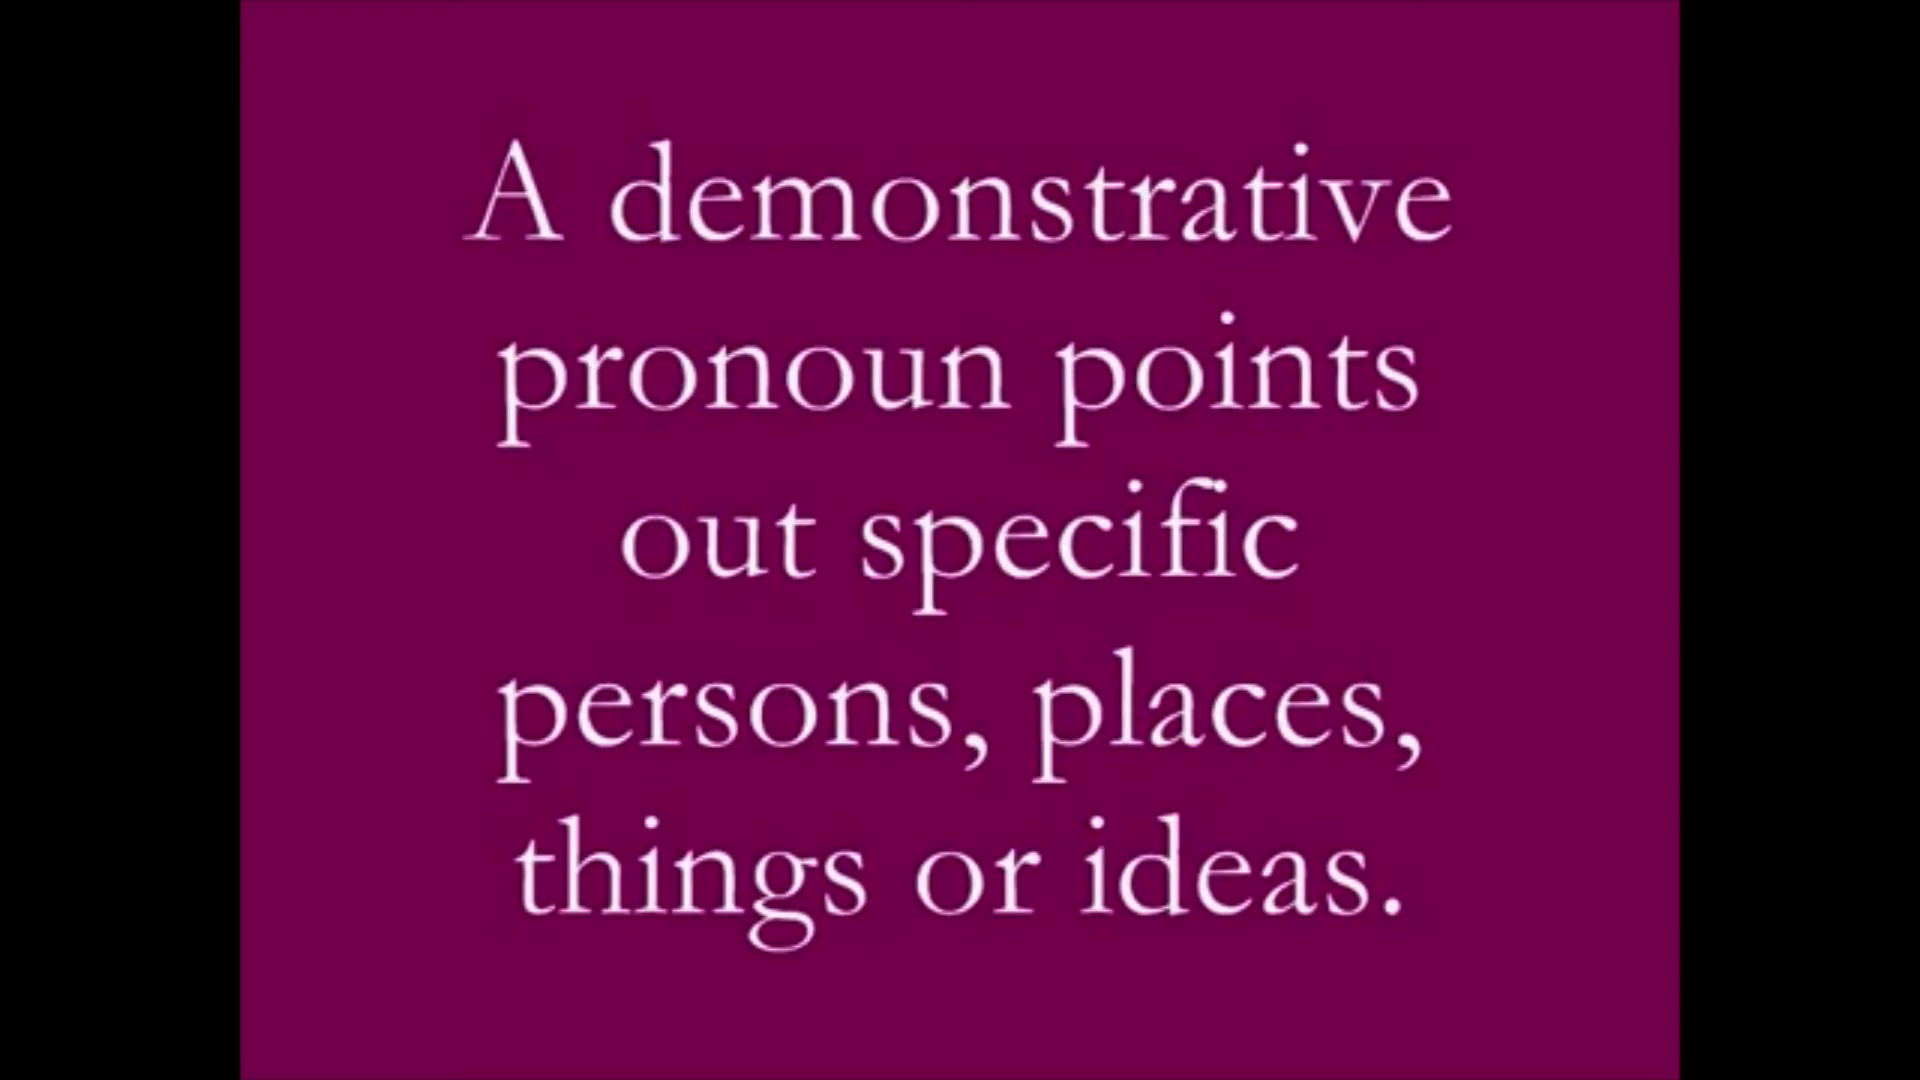 A demonstrative
pronoun points
out specific
persons, places,
things or ideas.